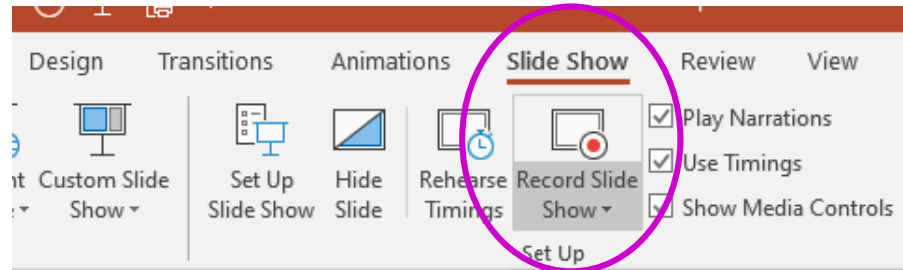 Design Transitions Animations Slide Show Review View
Custom Slide Show
Set Up Slide Show
Hide Slide
Rehearse Timings
Record Slide Show
Play Narrations
Use Timings
Show Media Controls
Set Up